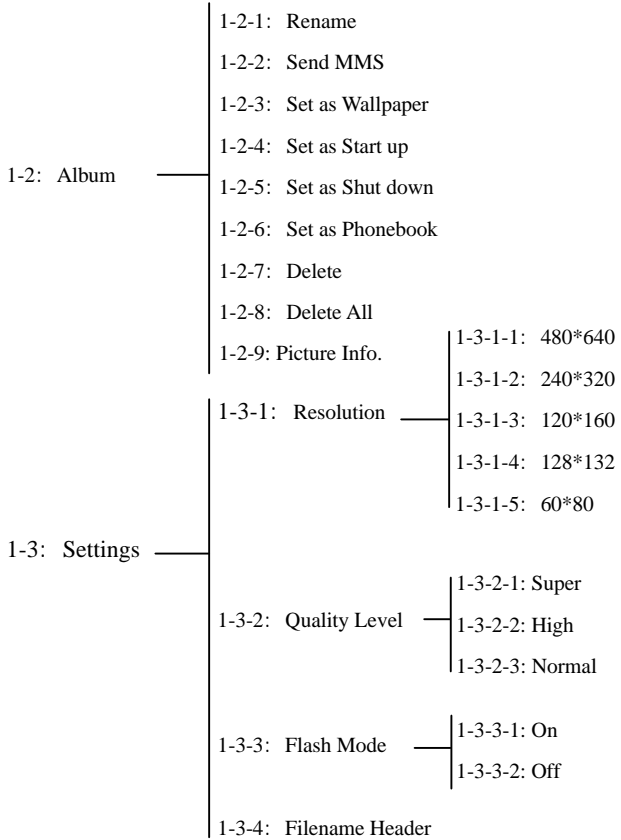 1-2-1: Rename
1-2-2: Send MMS
1-2-3: Set as Wallpaper
1-2-4: Set as Start up
1-2: Album
1-2-5: Set as Shut down
1-2-6: Set as Phonebook
1-2-7: Delete
1-2-8: Delete All
1-2-9: Picture Info.
1-3-1: Resolution
1-3-1-1: 480*640
1-3-1-2: 240*320
1-3-1-3: 120*160
1-3-1-4: 128*132
1-3-1-5: 60*80
1-3: Settings
1-3-2: Quality Level
1-3-2-1: Super
1-3-2-2: High
1-3-2-3: Normal
1-3-3: Flash Mode
1-3-3-1: On
1-3-3-2: Off
1-3-4: Filename Header